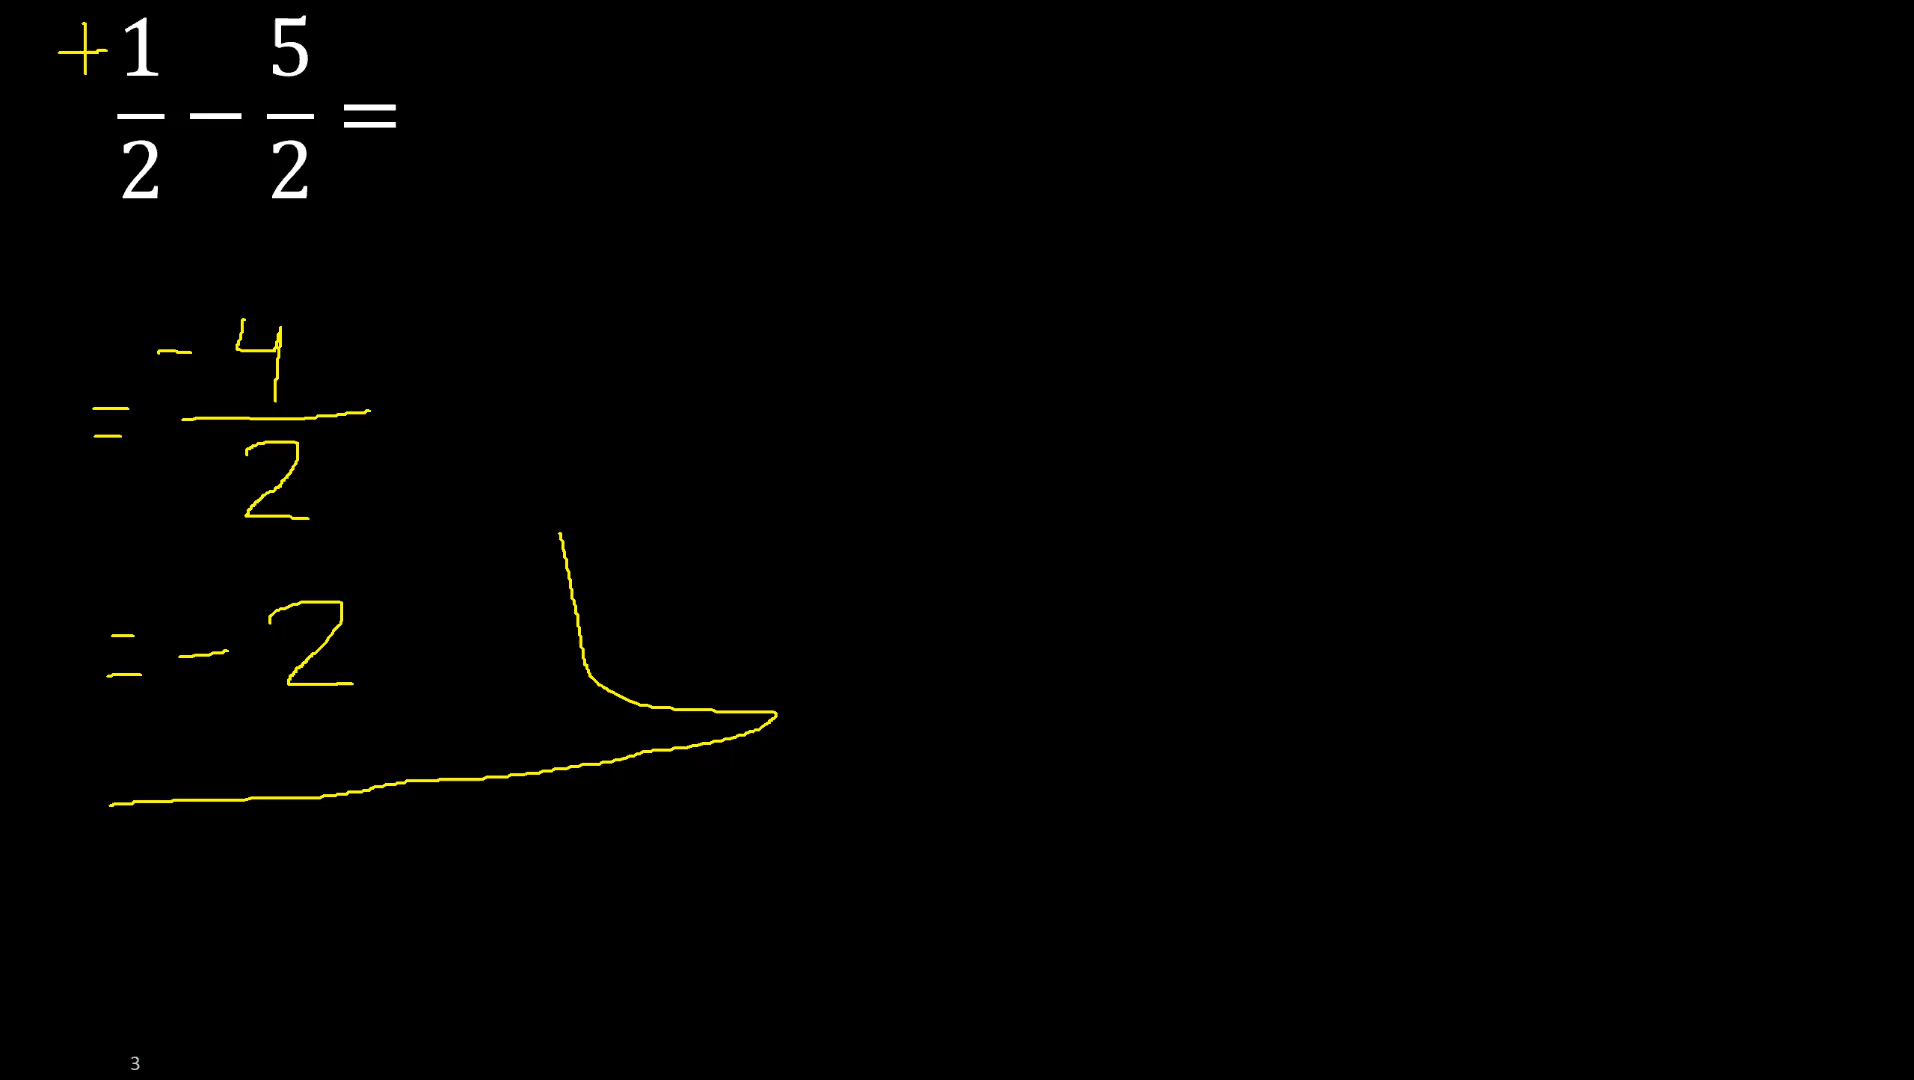 +1/2 − 5/2 =
= -4/2
= - 2
3